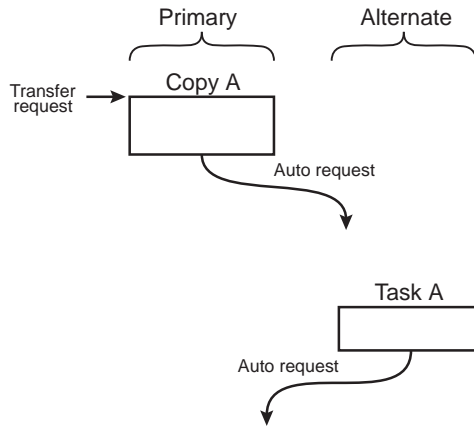 Primary
Alternate
Copy A
Transfer
request
Auto request
Task A
Auto request